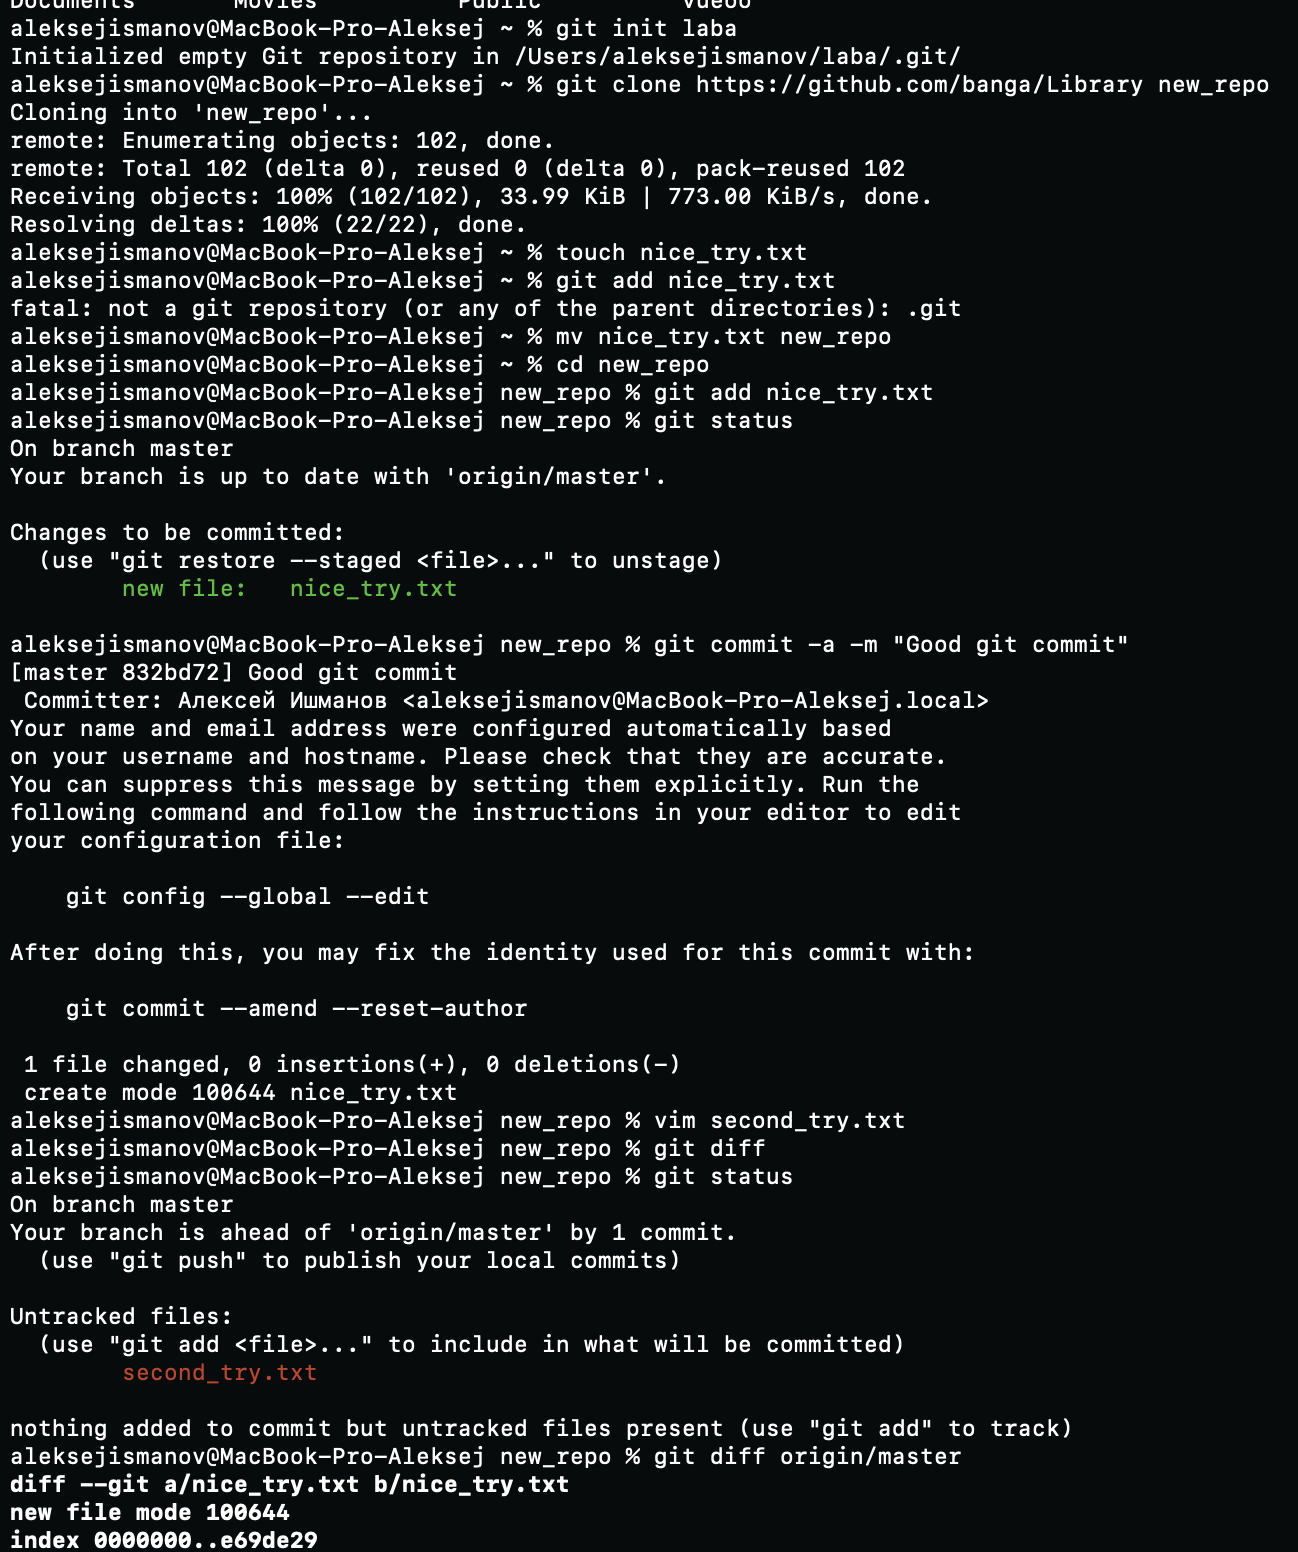 Documents Movies Public vueoo
aleksejismanov@MacBook-Pro-Aleksej ~ % git init laba
Initialized empty Git repository in /Users/aleksejismanov/laba/.git/
aleksejismanov@MacBook-Pro-Aleksej ~ % git clone https://github.com/banga/Library new_repo
Cloning into 'new_repo'...
remote: Enumerating objects: 102, done.
remote: Total 102 (delta 0), reused 0 (delta 0), pack-reused 102
Receiving objects: 100% (102/102), 33.99 KiB | 773.00 KiB/s, done.
Resolving deltas: 100% (22/22), done.
aleksejismanov@MacBook-Pro-Aleksej ~ % touch nice_try.txt
aleksejismanov@MacBook-Pro-Aleksej ~ % git add nice_try.txt
fatal: not a git repository (or any of the parent directories): .git
aleksejismanov@MacBook-Pro-Aleksej ~ % mv nice_try.txt new_repo
aleksejismanov@MacBook-Pro-Aleksej ~ % cd new_repo
aleksejismanov@MacBook-Pro-Aleksej new_repo % git add nice_try.txt
aleksejismanov@MacBook-Pro-Aleksej new_repo % git status
On branch master
Your branch is up to date with 'origin/master'.

Changes to be committed:
  (use "git restore --staged <file>..." to unstage)
        new file:   nice_try.txt

aleksejismanov@MacBook-Pro-Aleksej new_repo % git commit -a -m "Good git commit"
[master 832bd72] Good git commit
 Committer: Алексей Ишманов <aleksejismanov@MacBook-Pro-Aleksej.local>
Your name and email address were configured automatically based
on your username and hostname. Please check that they are accurate.
You can suppress this message by setting them explicitly. Run the
following command and follow the instructions in your editor to edit
your configuration file:

    git config --global --edit

After doing this, you may fix the identity used for this commit with:

    git commit --amend --reset-author

 1 file changed, 0 insertions(+), 0 deletions(-)
 create mode 100644 nice_try.txt
aleksejismanov@MacBook-Pro-Aleksej new_repo % vim second_try.txt
aleksejismanov@MacBook-Pro-Aleksej new_repo % git diff
aleksejismanov@MacBook-Pro-Aleksej new_repo % git status
On branch master
Your branch is ahead of 'origin/master' by 1 commit.
  (use "git push" to publish your local commits)

Untracked files:
  (use "git add <file>..." to include in what will be committed)
        second_try.txt

nothing added to commit but untracked files present (use "git add" to track)
aleksejismanov@MacBook-Pro-Aleksej new_repo % git diff origin/master
diff --git a/nice_try.txt b/nice_try.txt
new file mode 100644
index 0000000..e69de29